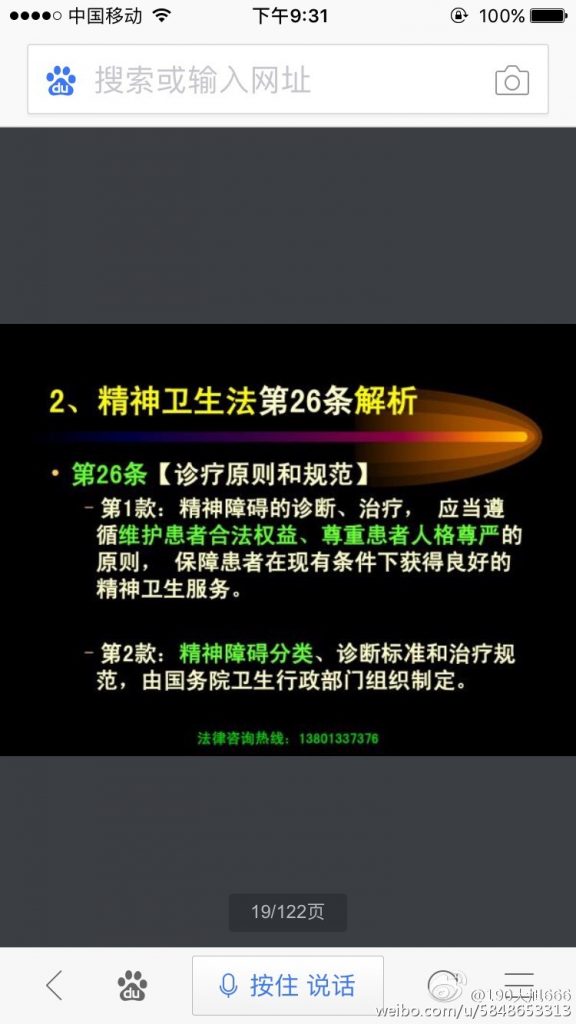 中国移动 下午9:31 100%
du 搜索或输入网址
2、精神卫生法第26条解析
• 第26条【诊疗原则和规范】
- 第1款：精神障碍的诊断、治疗， 应当遵
循维护患者合法权益、尊重患者人格尊严的
原则， 保障患者在现有条件下获得良好的
精神卫生服务。
- 第2款：精神障碍分类、诊断标准和治疗规
范，由国务院卫生行政部门组织制定。
法律咨询热线：13801337376
19/122页
du 按住 说话
weibo.com/u/5848653313